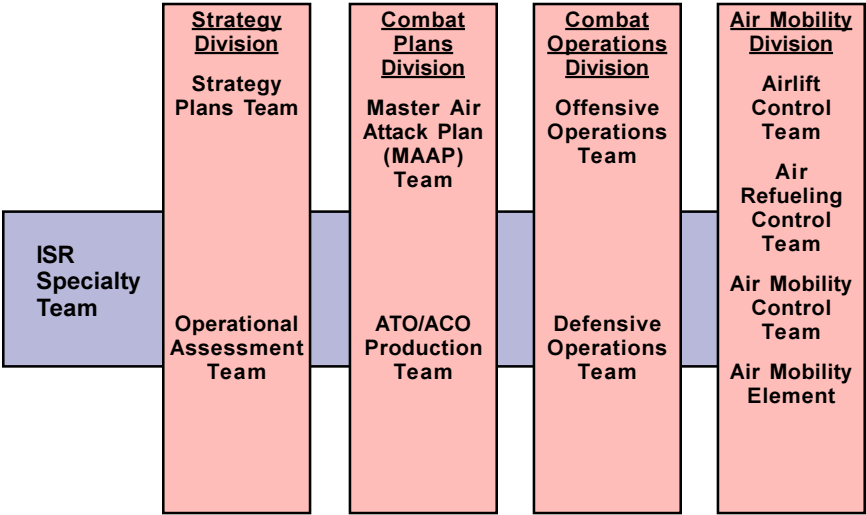 Strategy
Division
Strategy
Plans Team
Operational
Assessment
Team
Combat
Plans
Division
Master Air
Attack Plan
(MAAP)
Team
ATO/ACO
Production
Team
Combat
Operations
Division
Offensive
Operations
Team
Defensive
Operations
Team
Air Mobility
Division
Airlift
Control
Team
Air
Refueling
Control
Team
Air Mobility
Control
Team
Air Mobility
Element
ISR
Specialty
Team